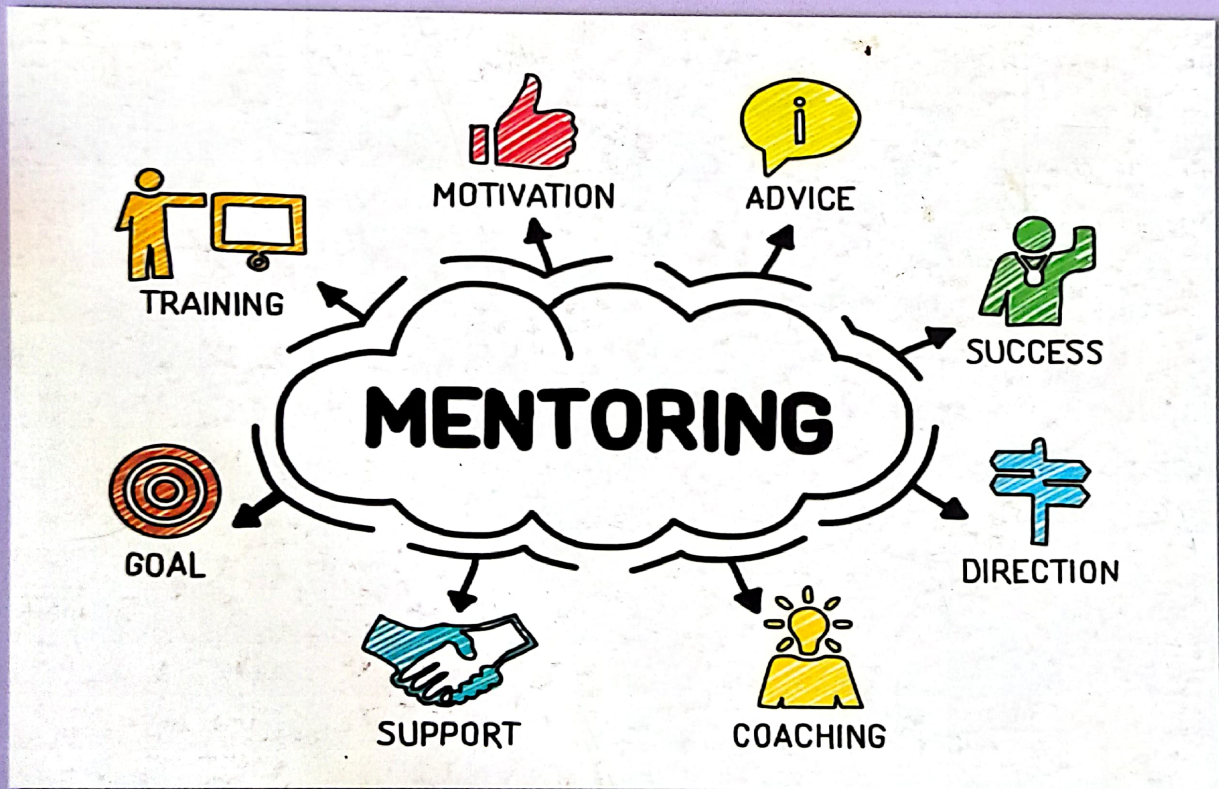 MOTIVATION
ADVICE
TRAINING
SUCCESS
MENTORING
GOAL
DIRECTION
SUPPORT
COACHING